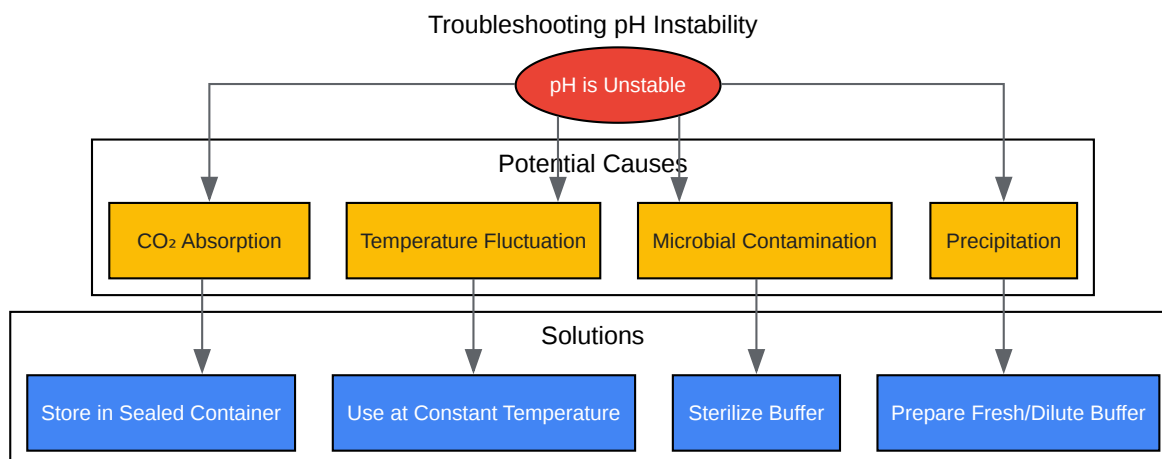 Troubleshooting pH Instability
pH is Unstable
Potential Causes
CO₂ Absorption
Temperature Fluctuation
Microbial Contamination
Precipitation
Solutions
Store in Sealed Container
Use at Constant Temperature
Sterilize Buffer
Prepare Fresh/Dilute Buffer